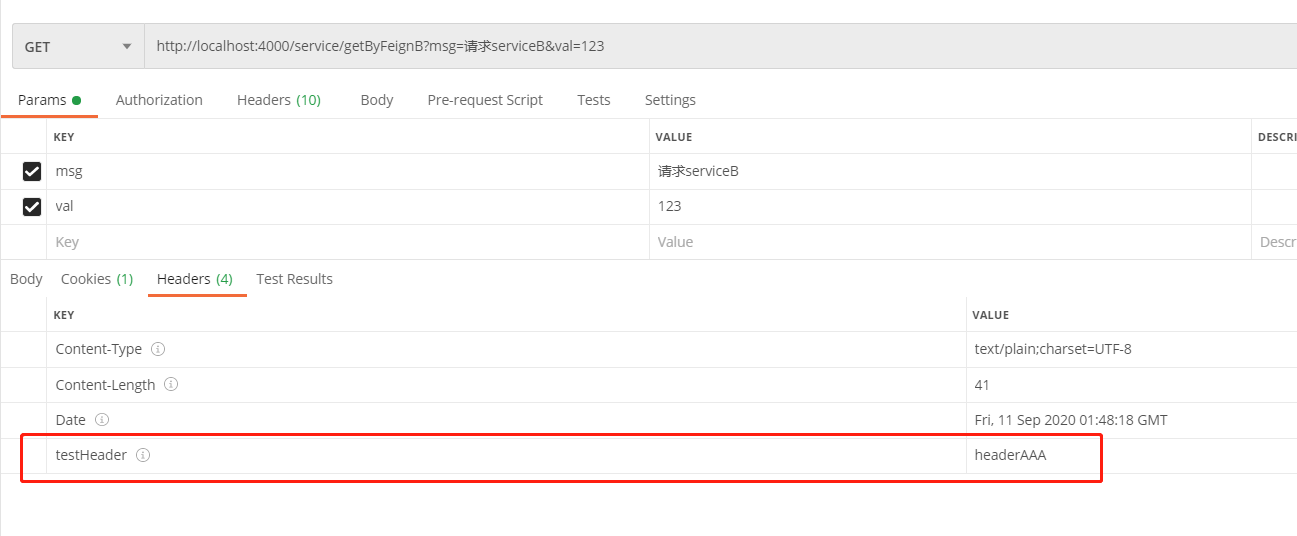 GET http://localhost:4000/service/getByFeignB?msg=请求serviceB&val=123
Params Authorization Headers (10) Body Pre-request Script Tests Settings
KEY VALUE DESCRI
msg 请求serviceB
val 123
Key Value Descr
Body Cookies (1) Headers (4) Test Results
KEY VALUE
Content-Type text/plain;charset=UTF-8
Content-Length 41
Date Fri, 11 Sep 2020 01:48:18 GMT
testHeader headerAAA